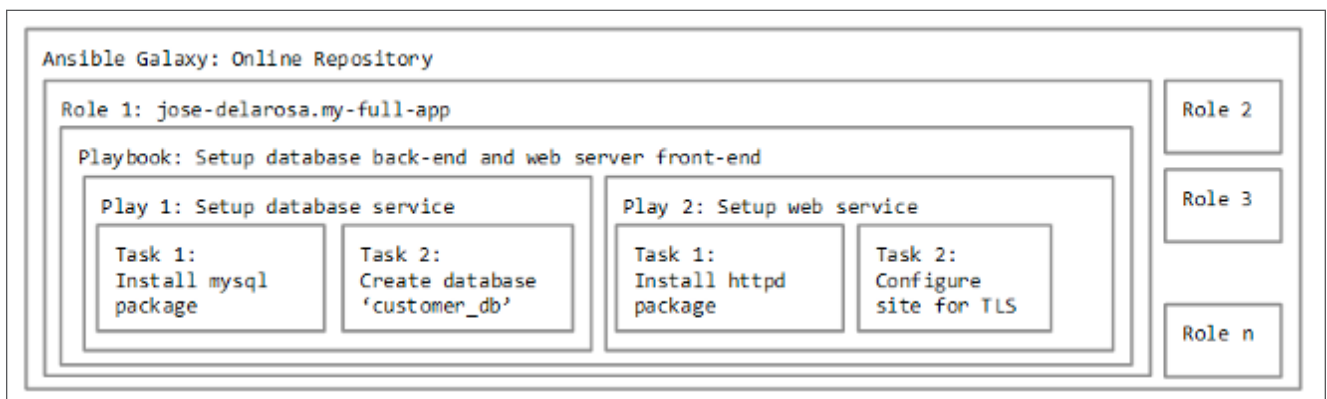 Ansible Galaxy: Online Repository
Role 1: jose-delarosa.my-full-app
Playbook: Setup database back-end and web server front-end
Play 1: Setup database service
Task 1:
Install mysql
package
Task 2:
Create database
‘customer_db’
Play 2: Setup web service
Task 1:
Install httpd
package
Task 2:
Configure
site for TLS
Role 2
Role 3
Role n